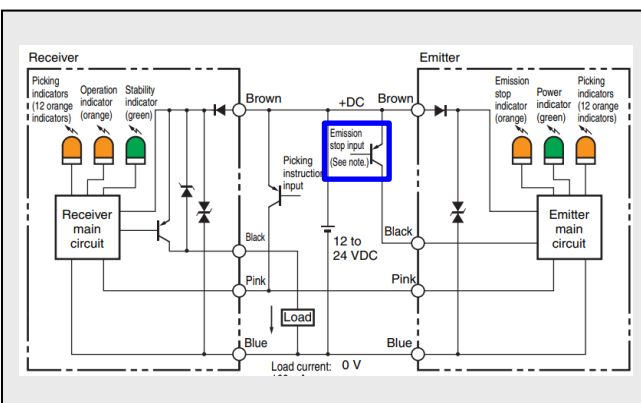 Receiver
Emitter
Picking
indicators
(12 orange
indicators)
Operation
indicator
(orange)
Stability
indicator
(green)
Brown
+DC
Brown
Emission
stop
indicator
(orange)
Power
indicator
(green)
Picking
indicators
(12 orange
indicators)
Emission
stop input
(See note.)
Picking
instruction
input
Receiver
main
circuit
Black
12 to
24 VDC
Black
Emitter
main
circuit
Pink
Pink
Load
Blue
Blue
Load current:
0 V